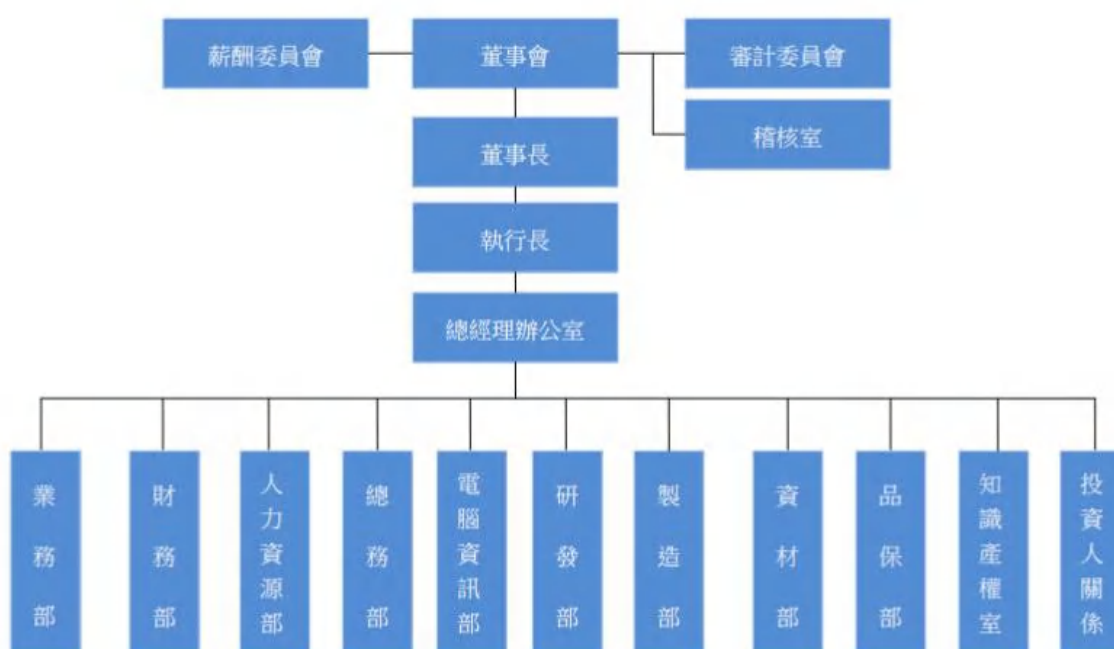 薪酬委員會
董事會
審計委員會
稽核室
董事長
執行長
總經理辦公室
業務部
財務部
人力資源部
總務部
電腦資訊部
研發部
製造部
資材部
品保部
知識產權室
投資人關係